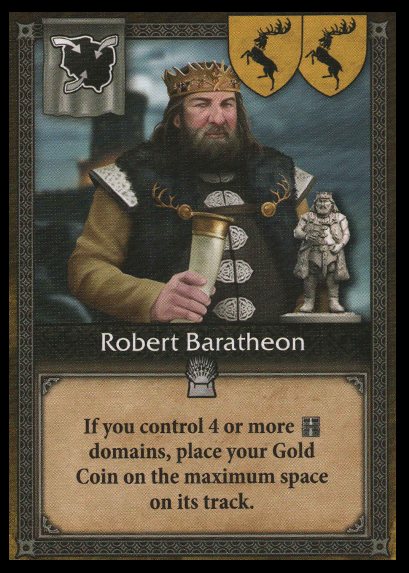 Robert Baratheon
If you control 4 or more
domains, place your Gold
Coin on the maximum space
on its track.